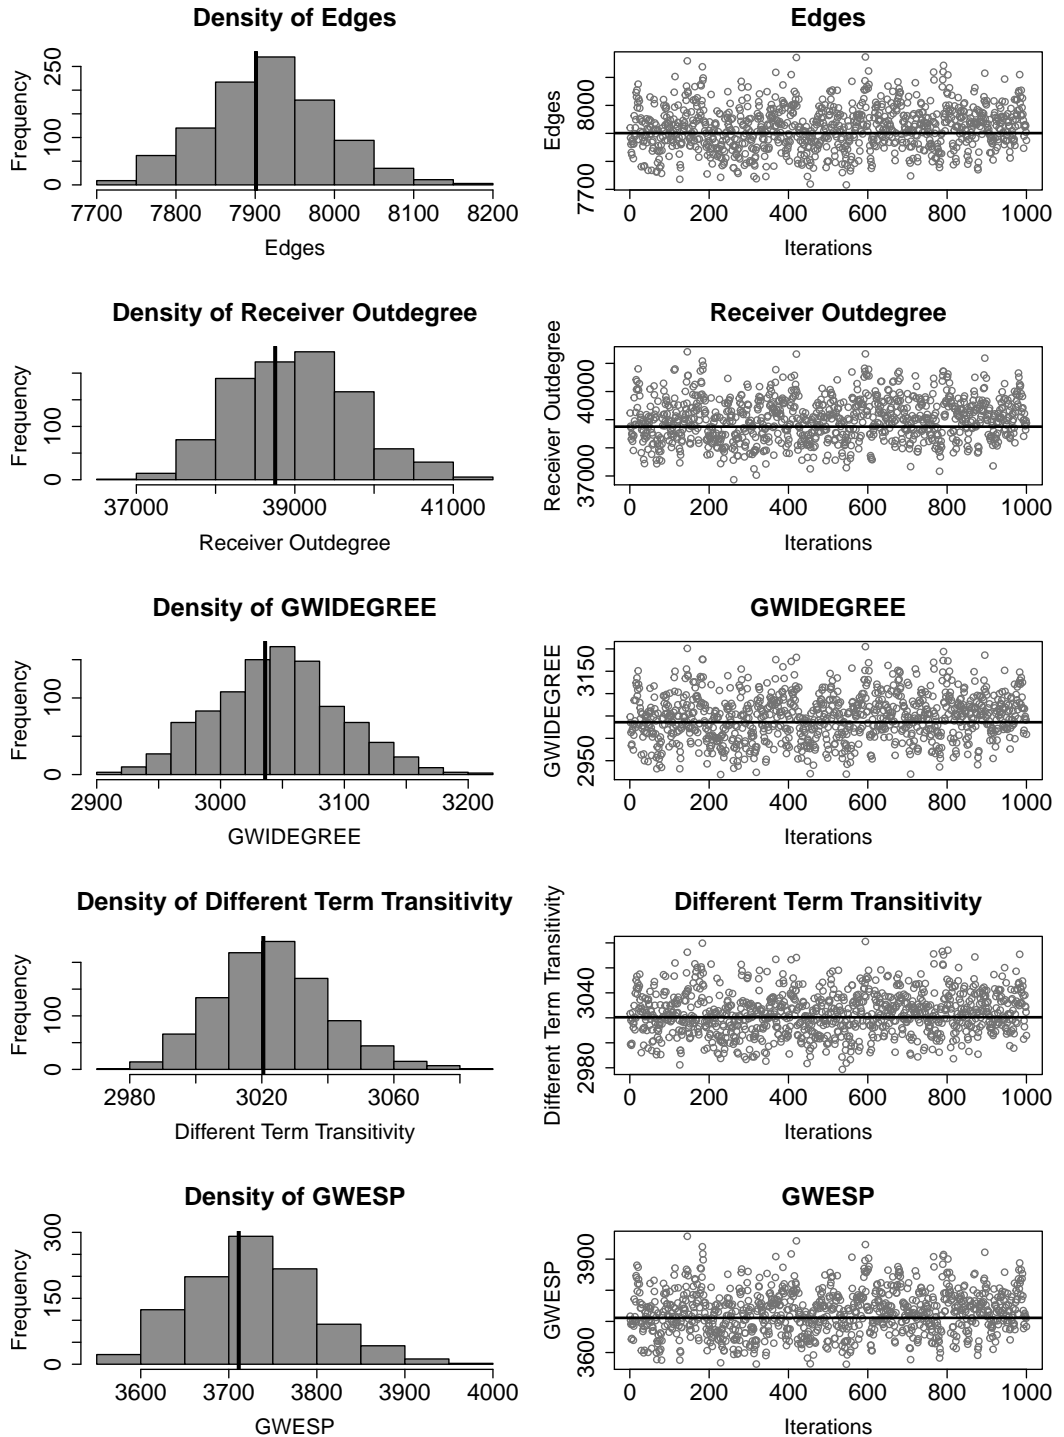 Density of Edges
Frequency
0 100 250
7700 7800 7900 8000 8100 8200
Edges
Edges
Edges
7700 8000
0 200 400 600 800 1000
Iterations
Density of Receiver Outdegree
Frequency
0 100
37000 39000 41000
Receiver Outdegree
Receiver Outdegree
Receiver Outdegree
37000 40000
0 200 400 600 800 1000
Iterations
Density of GWIDEGREE
Frequency
0 100
2900 3000 3100 3200
GWIDEGREE
GWIDEGREE
GWIDEGREE
2950 3150
0 200 400 600 800 1000
Iterations
Density of Different Term Transitivity
Frequency
0 100
2980 3020 3060
Different Term Transitivity
Different Term Transitivity
Different Term Transitivity
2980 3040
0 200 400 600 800 1000
Iterations
Density of GWESP
Frequency
0 150 300
3600 3700 3800 3900 4000
GWESP
GWESP
GWESP
3600 3900
0 200 400 600 800 1000
Iterations